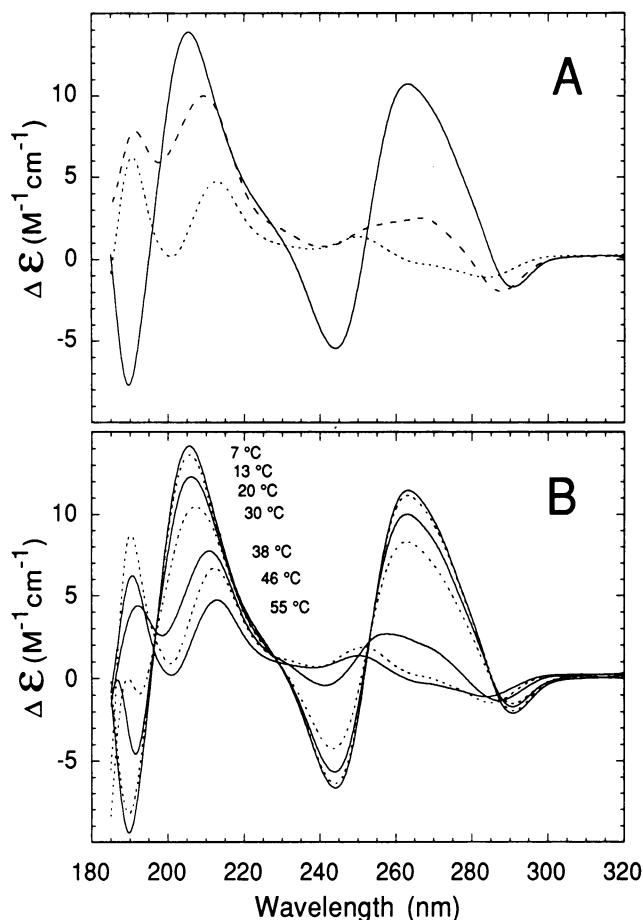 A
10
5
0
-5
Δ ε (M⁻¹cm⁻¹)
B
7 °C
13 °C
20 °C
30 °C
38 °C
46 °C
55 °C
10
5
0
-5
Δ ε (M⁻¹cm⁻¹)
180 200 220 240 260 280 300 320
Wavelength (nm)